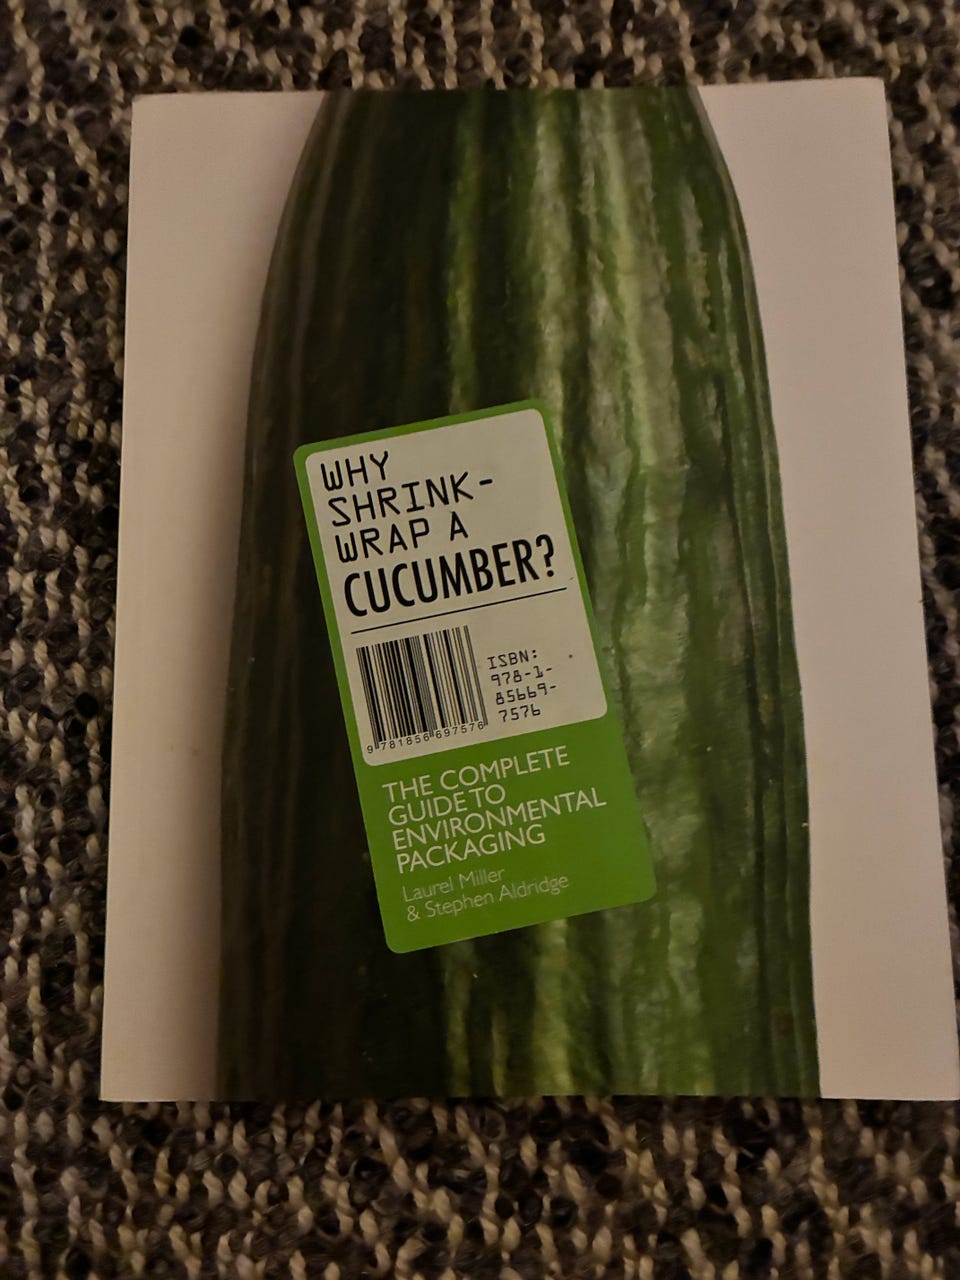 WHY
SHRINK-
WRAP A
CUCUMBER?
ISBN:
978-1-
85669-
7576
9 781856 697576
THE COMPLETE
GUIDE TO
ENVIRONMENTAL
PACKAGING
Laurel Miller
& Stephen Aldridge